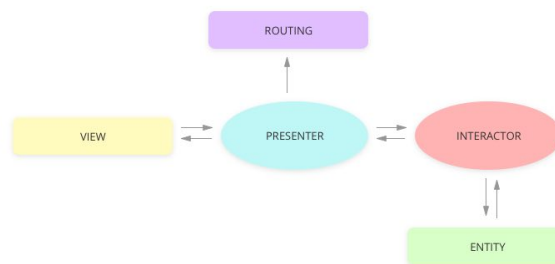 ROUTING
VIEW
PRESENTER
INTERACTOR
ENTITY